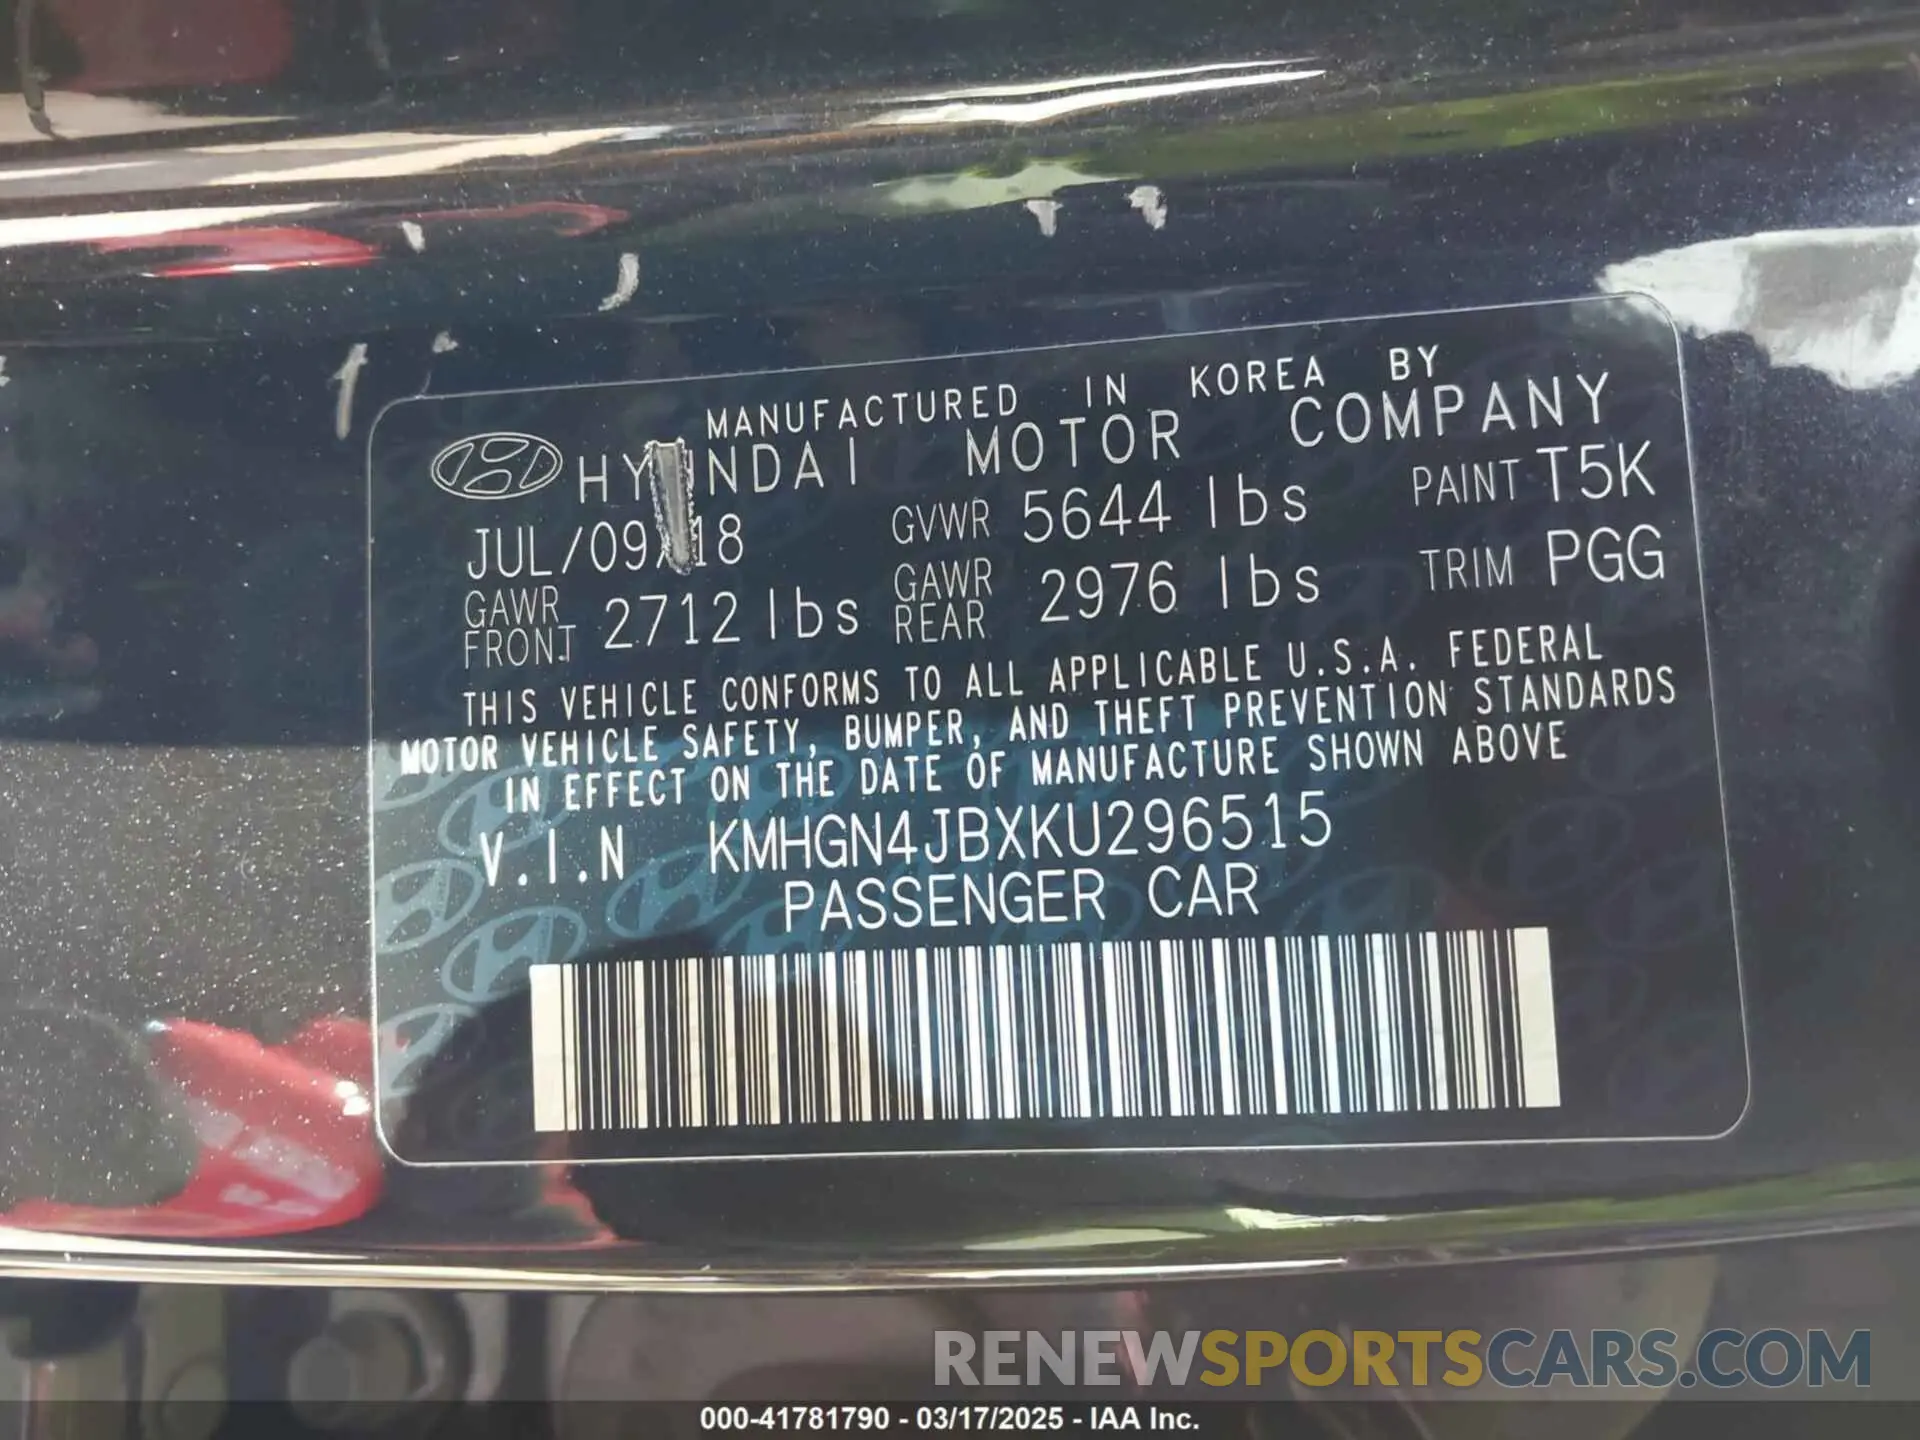 MANUFACTURED IN KOREA BY
HYUNDAI MOTOR COMPANY
JUL/09/18 GVWR 5644 lbs PAINT T5K
GAWR FRONT 2712 lbs GAWR REAR 2976 lbs TRIM PGG
THIS VEHICLE CONFORMS TO ALL APPLICABLE U.S.A. FEDERAL
MOTOR VEHICLE SAFETY, BUMPER, AND THEFT PREVENTION STANDARDS
IN EFFECT ON THE DATE OF MANUFACTURE SHOWN ABOVE
V.I.N KMHGN4JBXKU296515
PASSENGER CAR
RENEWSPORTSCARS.COM
000-41781790 - 03/17/2025 - IAA Inc.